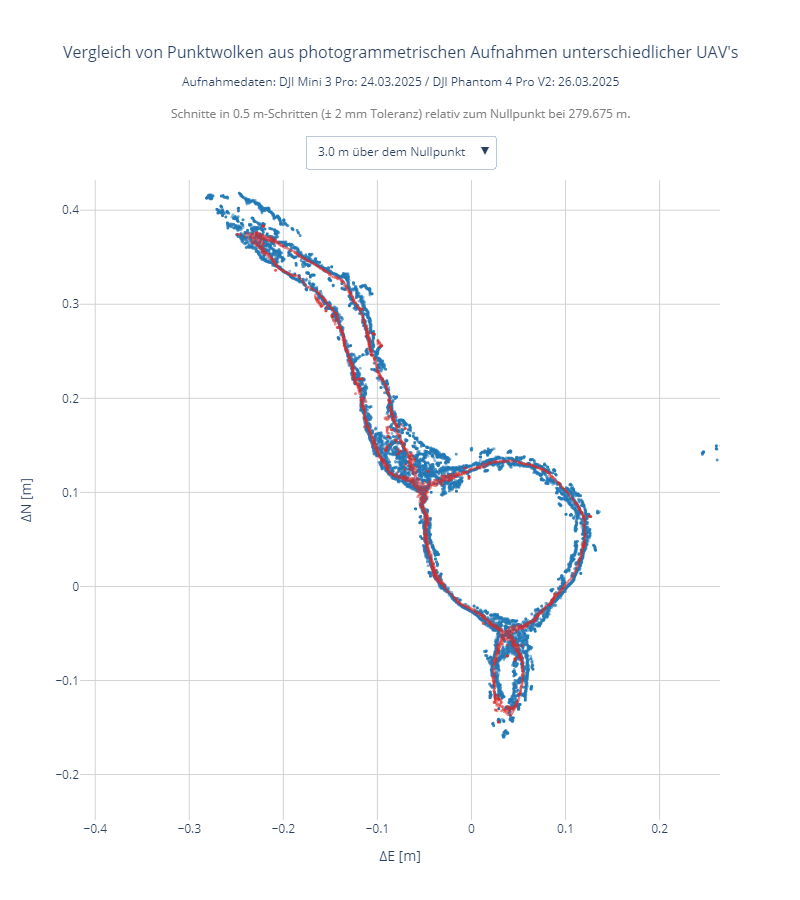 Vergleich von Punktwolken aus photogrammetrischen Aufnahmen unterschiedlicher UAV's
Aufnahmedaten: DJI Mini 3 Pro: 24.03.2025 / DJI Phantom 4 Pro V2: 26.03.2025
Schnitte in 0.5 m-Schritten (± 2 mm Toleranz) relativ zum Nullpunkt bei 279.675 m.
3.0 m über dem Nullpunkt ▼
0.4
0.3
0.2
0.1
0
−0.1
−0.2
ΔN [m]
−0.4 −0.3 −0.2 −0.1 0 0.1 0.2
ΔE [m]